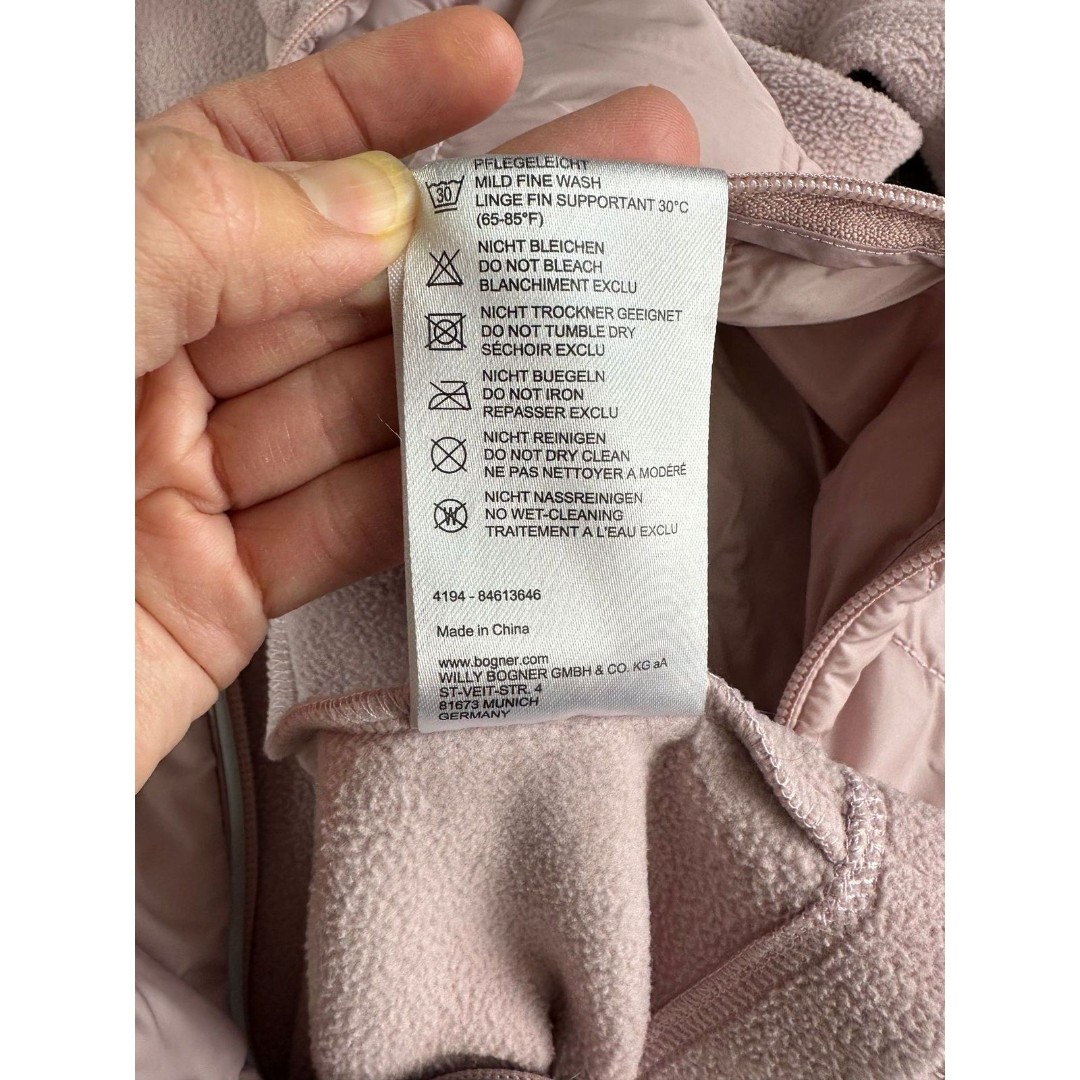 PFLEGELEICHT
30
MILD FINE WASH
LINGE FIN SUPPORTANT 30°C
(65-85°F)
NICHT BLEICHEN
DO NOT BLEACH
BLANCHIMENT EXCLU
NICHT TROCKNER GEEIGNET
DO NOT TUMBLE DRY
SÉCHOIR EXCLU
NICHT BUEGELN
DO NOT IRON
REPASSER EXCLU
NICHT REINIGEN
DO NOT DRY CLEAN
NE PAS NETTOYER A MODÉRÉ
W
NICHT NASSREINIGEN
NO WET-CLEANING
TRAITEMENT A L'EAU EXCLU
4194 - 84613646
Made in China
www.bogner.com
WILLY BOGNER GMBH & CO. KG aA
ST-VEIT-STR. 4
81673 MUNICH
GERMANY